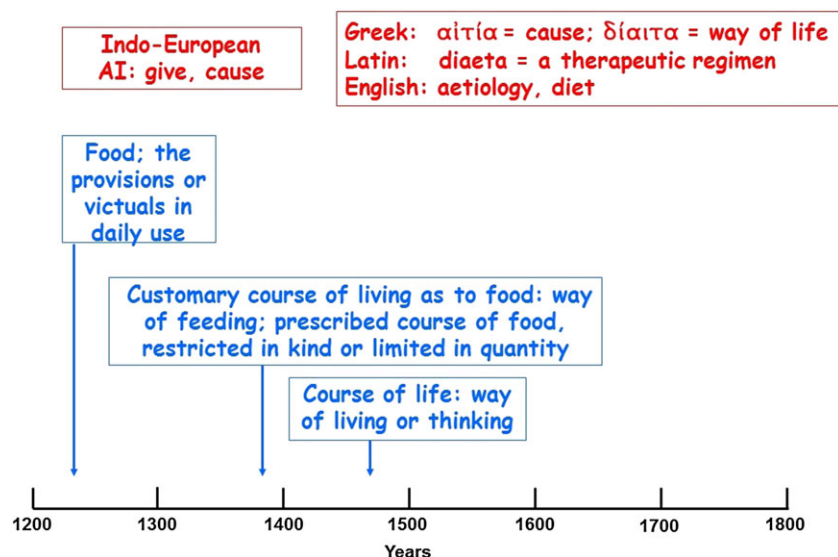 Indo-European
AI: give, cause
Greek: αἰτία = cause; δίαιτα = way of life
Latin: diaeta = a therapeutic regimen
English: aetiology, diet
Food; the
provisions or
victuals in
daily use
Customary course of living as to food: way
of feeding; prescribed course of food,
restricted in kind or limited in quantity
Course of life: way
of living or thinking
1200 1300 1400 1500 1600 1700 1800
Years